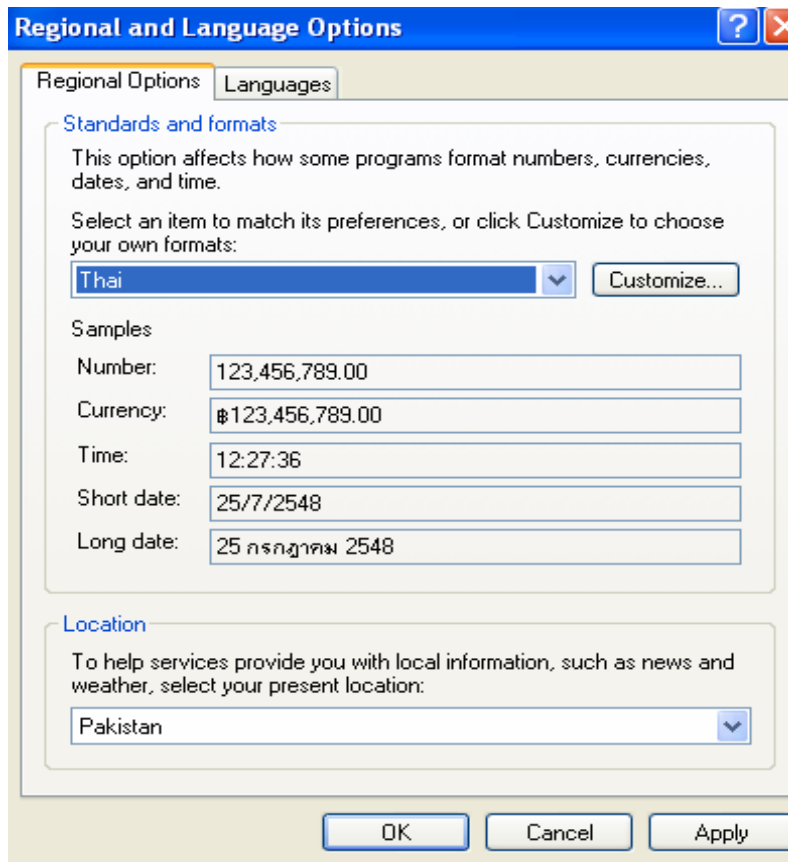 Regional and Language Options
Regional Options
Languages
Standards and formats
This option affects how some programs format numbers, currencies,
dates, and time.
Select an item to match its preferences, or click Customize to choose
your own formats:
Thai
Customize...
Samples
Number:
123,456,789.00
Currency:
฿123,456,789.00
Time:
12:27:36
Short date:
25/7/2548
Long date:
25 กรกฎาคม 2548
Location
To help services provide you with local information, such as news and
weather, select your present location:
Pakistan
OK
Cancel
Apply